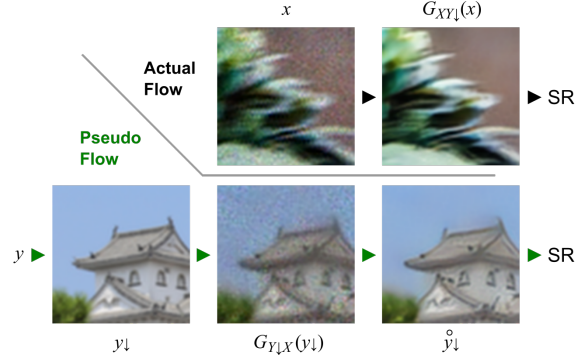 x
G_{XY↓}(x)
Actual
Flow
SR
Pseudo
Flow
y
SR
y↓
G_{Y↓X}(y↓)
ẙ↓